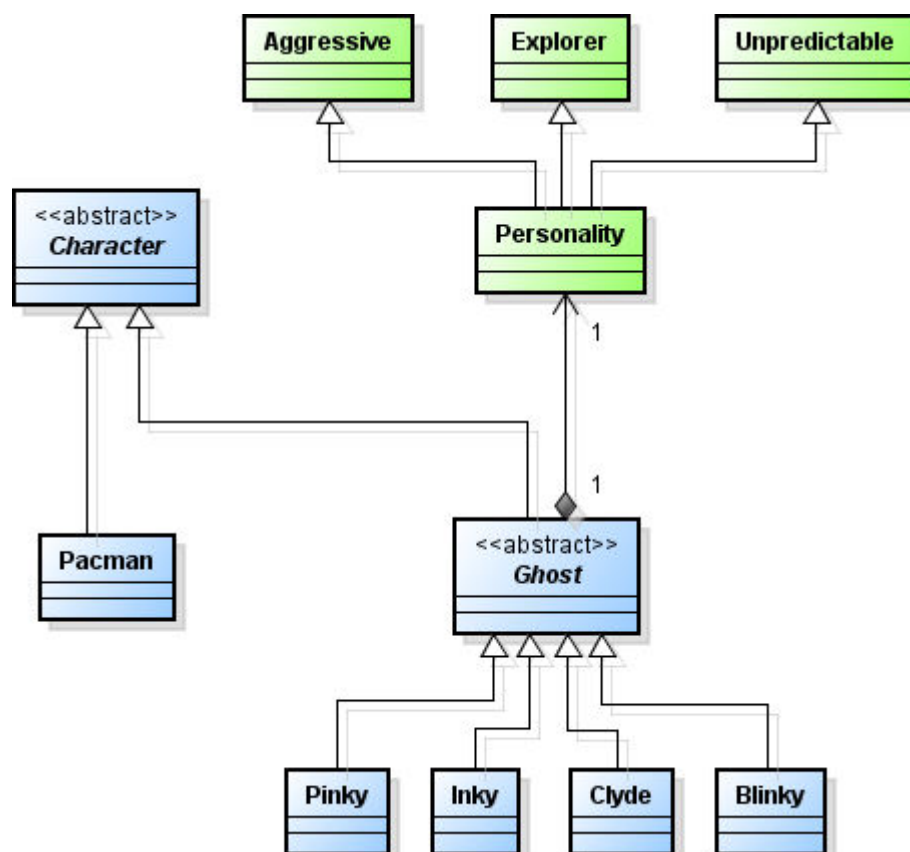 Aggressive
Explorer
Unpredictable
<<abstract>>
Character
Personality
1
1
Pacman
<<abstract>>
Ghost
Pinky
Inky
Clyde
Blinky